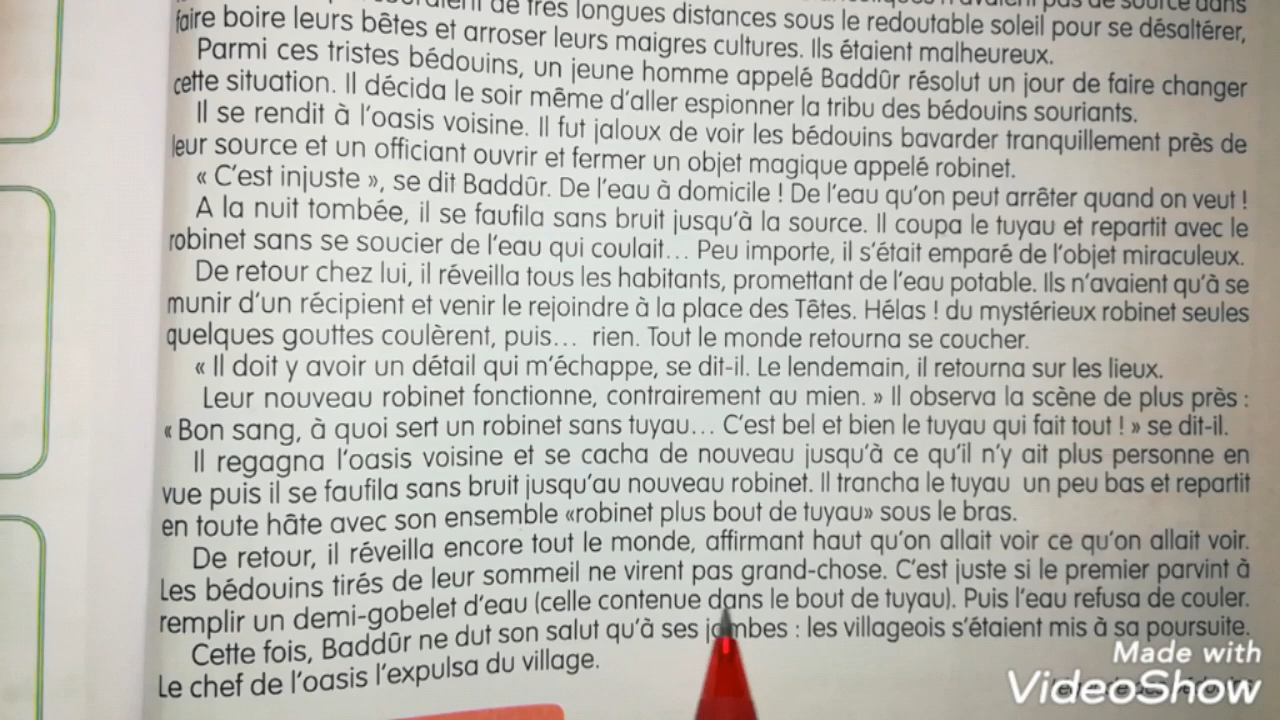 de très longues distances sous le redoutable soleil pour se désaltérer,
faire boire leurs bêtes et arroser leurs maigres cultures. Ils étaient malheureux.
Parmi ces tristes bédouins, un jeune homme appelé Baddûr résolut un jour de faire changer
cette situation. Il décida le soir même d'aller espionner la tribu des bédouins souriants.
Il se rendit à l'oasis voisine. Il fut jaloux de voir les bédouins bavarder tranquillement près de
leur source et un officiant ouvrir et fermer un objet magique appelé robinet.
« C'est injuste », se dit Baddûr. De l'eau à domicile ! De l'eau qu'on peut arrêter quand on veut !
A la nuit tombée, il se faufila sans bruit jusqu'à la source. Il coupa le tuyau et repartit avec le
robinet sans se soucier de l'eau qui coulait... Peu importe, il s'était emparé de l'objet miraculeux.
De retour chez lui, il réveilla tous les habitants, promettant de l'eau potable. Ils n'avaient qu'à se
munir d'un récipient et venir le rejoindre à la place des Têtes. Hélas ! du mystérieux robinet seules
quelques gouttes coulèrent, puis... rien. Tout le monde retourna se coucher.
« Il doit y avoir un détail qui m'échappe, se dit-il. Le lendemain, il retourna sur les lieux.
Leur nouveau robinet fonctionne, contrairement au mien. » Il observa la scène de plus près :
« Bon sang, à quoi sert un robinet sans tuyau... C'est bel et bien le tuyau qui fait tout ! » se dit-il.
Il regagna l'oasis voisine et se cacha de nouveau jusqu'à ce qu'il n'y ait plus personne en
vue puis il se faufila sans bruit jusqu'au nouveau robinet. Il trancha le tuyau un peu bas et repartit
en toute hâte avec son ensemble «robinet plus bout de tuyau» sous le bras.
De retour, il réveilla encore tout le monde, affirmant haut qu'on allait voir ce qu'on allait voir.
Les bédouins tirés de leur sommeil ne virent pas grand-chose. C'est juste si le premier parvint à
remplir un demi-gobelet d'eau (celle contenue dans le bout de tuyau). Puis l'eau refusa de couler.
Cette fois, Baddûr ne dut son salut qu'à ses jambes : les villageois s'étaient mis à sa poursuite.
Le chef de l'oasis l'expulsa du village.
Made with
VideoShow